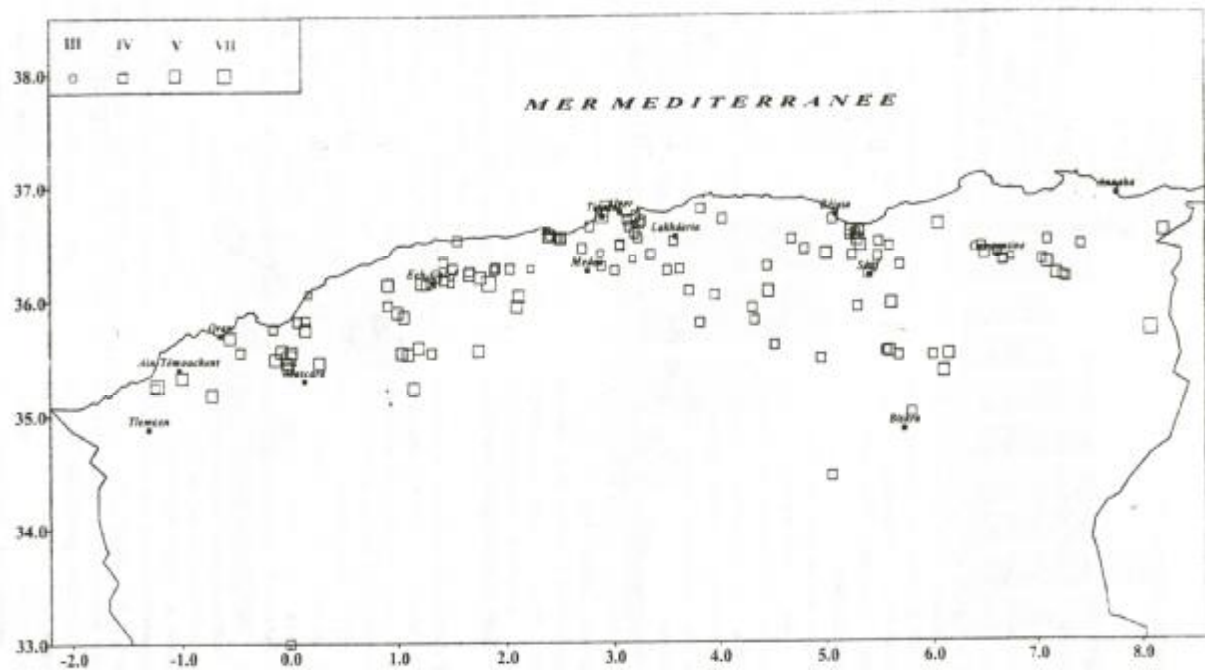 III IV V VII
38.0
MER MEDITERRANEE
37.0
Annaba
Béjaia
Alger
Lakhdaria
Constantine
Médéa
Sétif
36.0
Oran
Ain Témouchent
Mascara
35.0
Tlemcen
Biskra
34.0
33.0
-2.0 -1.0 0.0 1.0 2.0 3.0 4.0 5.0 6.0 7.0 8.0